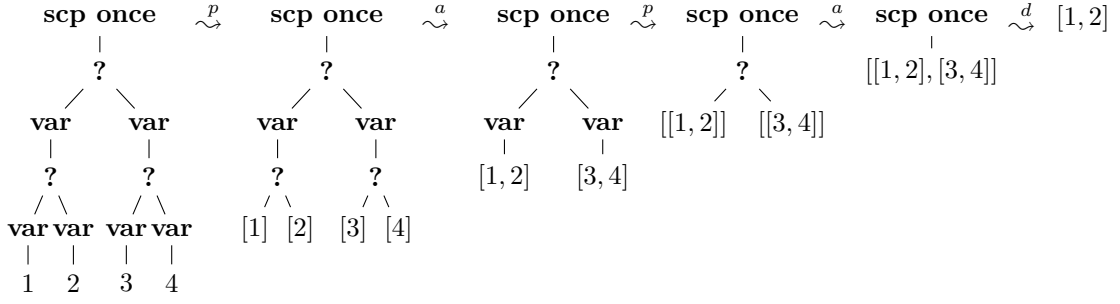 scp once ⤳p scp once ⤳a scp once ⤳p scp once ⤳a scp once ⤳d [1, 2]
? ? ? ? [[1, 2], [3, 4]]
var var var var var var [[1, 2]] [[3, 4]]
? ? ? ? [1, 2] [3, 4]
var var var var [1] [2] [3] [4]
1 2 3 4